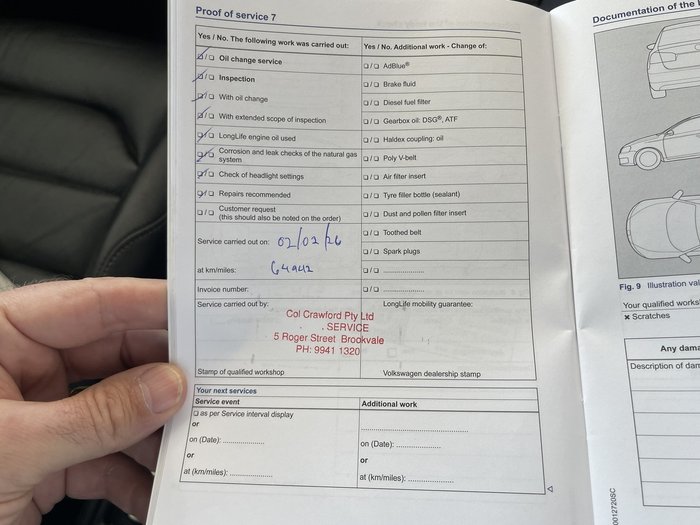 Proof of service 7
Yes / No. The following work was carried out:
☑/☐ Oil change service
☑/☐ Inspection
☑/☐ With oil change
☑/☐ With extended scope of inspection
☑/☐ LongLife engine oil used
☑/☐ Corrosion and leak checks of the natural gas
system
☑/☐ Check of headlight settings
☑/☐ Repairs recommended
☐/☐ Customer request
(this should also be noted on the order)
Service carried out on: 02/02/26
at km/miles: 64942
Invoice number:
Service carried out by:
Col Crawford Pty Ltd
SERVICE
5 Roger Street Brookvale
PH: 9941 1320
Stamp of qualified workshop
Yes / No. Additional work - Change of:
☐/☐ AdBlue®
☐/☐ Brake fluid
☐/☐ Diesel fuel filter
☐/☐ Gearbox oil: DSG®, ATF
☐/☐ Haldex coupling: oil
☐/☐ Poly V-belt
☐/☐ Air filter insert
☐/☐ Tyre filler bottle (sealant)
☐/☐ Dust and pollen filter insert
☐/☐ Toothed belt
☐/☐ Spark plugs
☐/☐ ....................
☐/☐ ....................
LongLife mobility guarantee:
Volkswagen dealership stamp
Your next services
Service event
☐ as per Service interval display
or
on (Date): ....................
or
at (km/miles): ....................
Additional work
........................................
on (Date): ....................
or
at (km/miles): ....................
Documentation of the
Fig. 9 Illustration
Your qualified
× Scratches
Any
Description of
0012720SC